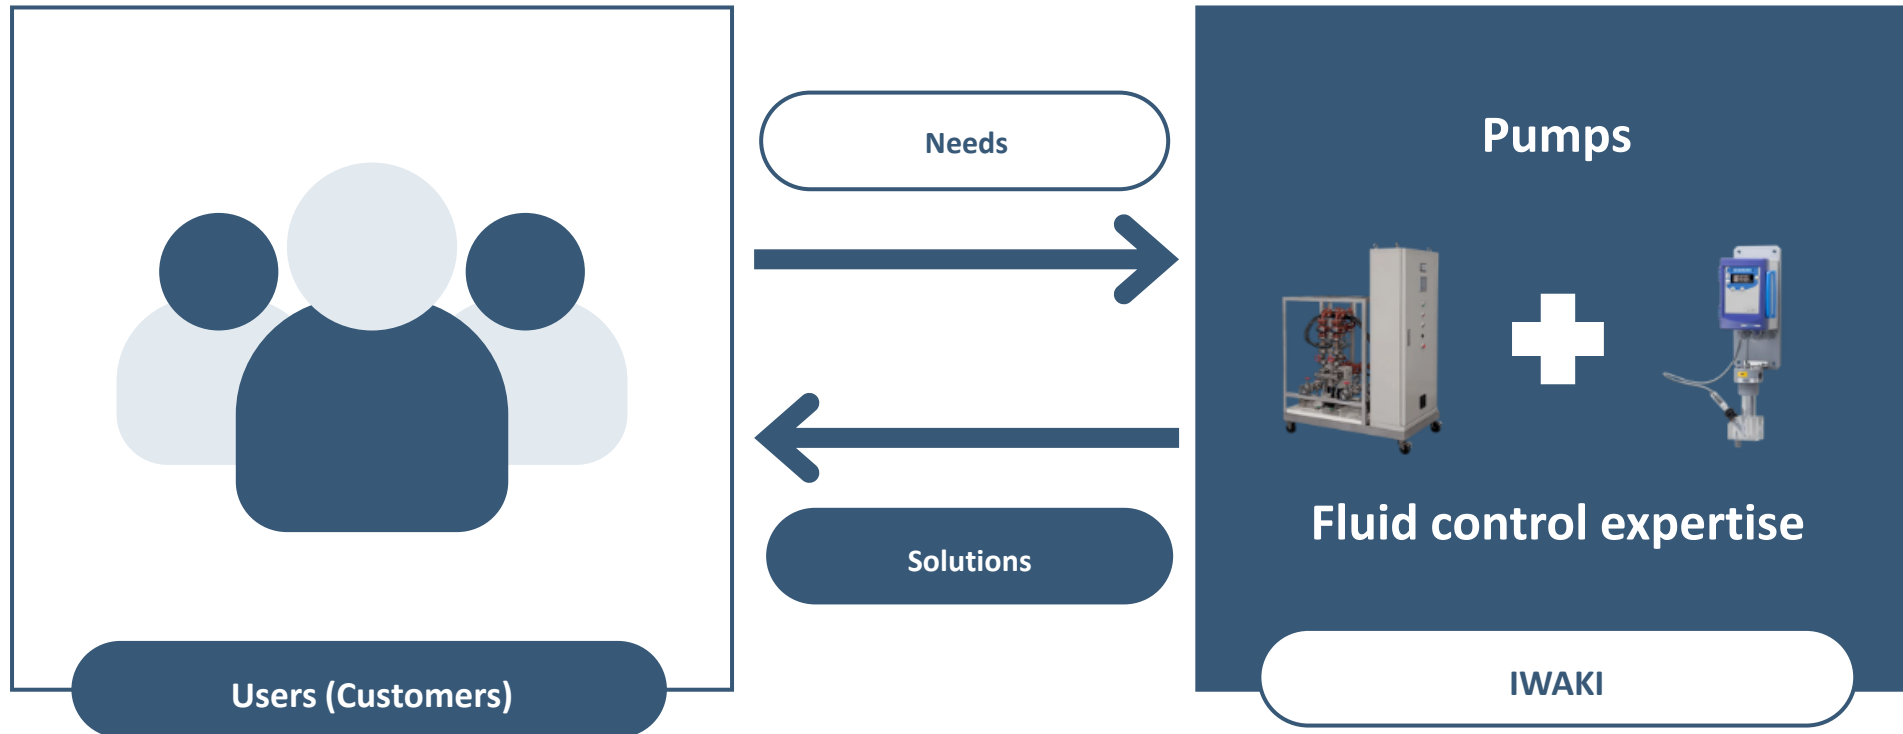 Needs
Pumps
Fluid control expertise
Solutions
Users (Customers)
IWAKI